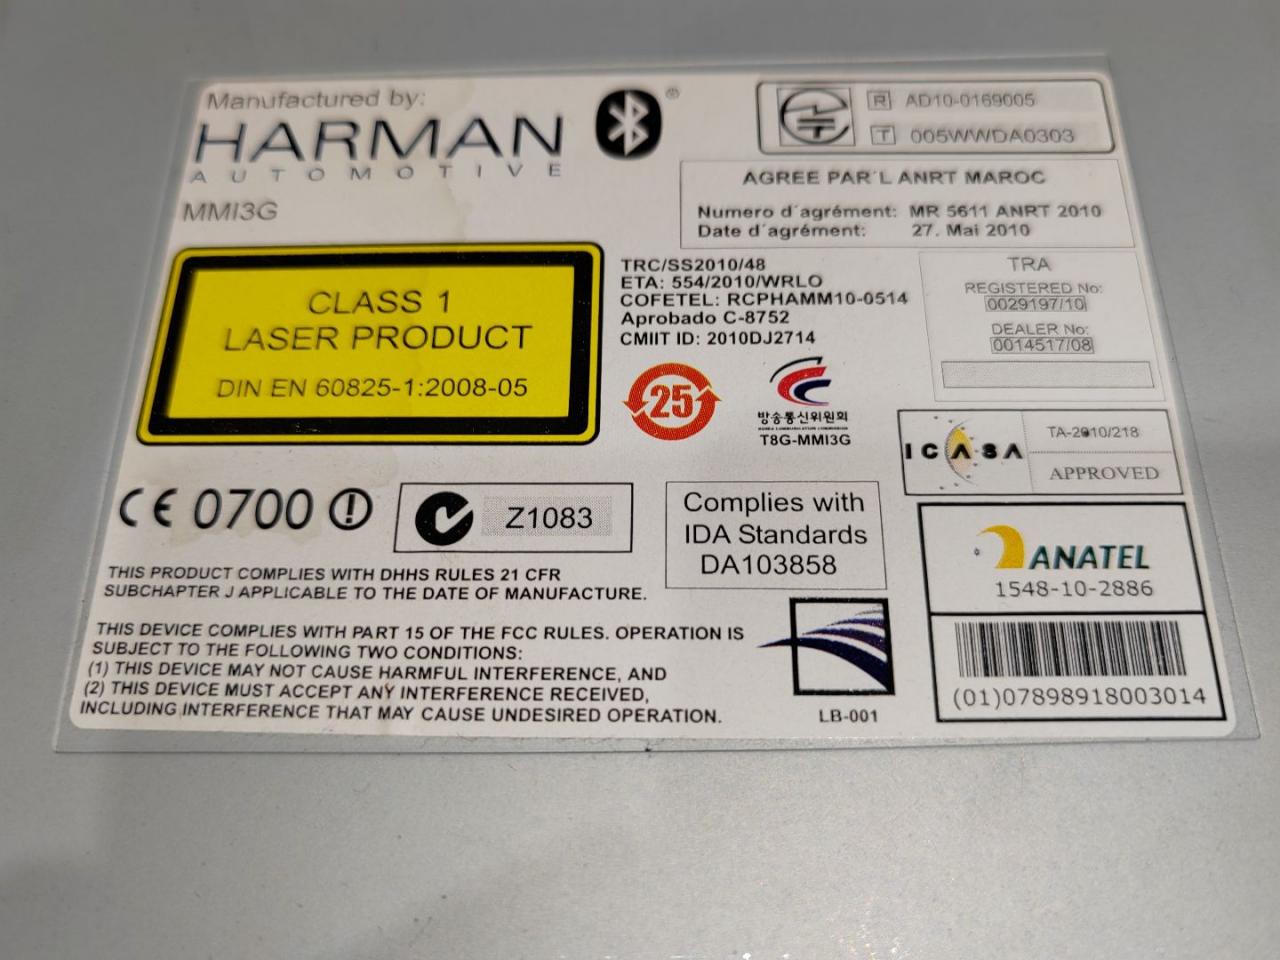 Manufactured by:
HARMAN
AUTOMOTIVE
MMI3G
®
R AD10-0169005
T 005WWDA0303
AGREE PAR´L ANRT MAROC
Numero d´agrément: MR 5611 ANRT 2010
Date d´agrément: 27. Mai 2010
CLASS 1
LASER PRODUCT
DIN EN 60825-1:2008-05
TRC/SS2010/48
ETA: 554/2010/WRLO
COFETEL: RCPHAMM10-0514
Aprobado C-8752
CMIIT ID: 2010DJ2714
TRA
REGISTERED No:
0029197/10
DEALER No:
0014517/08
25
방송통신위원회
KOREA COMMUNICATIONS COMMISSION
T8G-MMI3G
ICASA
TA-2010/218
APPROVED
CE 0700
Z1083
Complies with
IDA Standards
DA103858
ANATEL
1548-10-2886
(01)07898918003014
THIS PRODUCT COMPLIES WITH DHHS RULES 21 CFR
SUBCHAPTER J APPLICABLE TO THE DATE OF MANUFACTURE.
THIS DEVICE COMPLIES WITH PART 15 OF THE FCC RULES. OPERATION IS
SUBJECT TO THE FOLLOWING TWO CONDITIONS:
(1) THIS DEVICE MAY NOT CAUSE HARMFUL INTERFERENCE, AND
(2) THIS DEVICE MUST ACCEPT ANY INTERFERENCE RECEIVED,
INCLUDING INTERFERENCE THAT MAY CAUSE UNDESIRED OPERATION.
LB-001